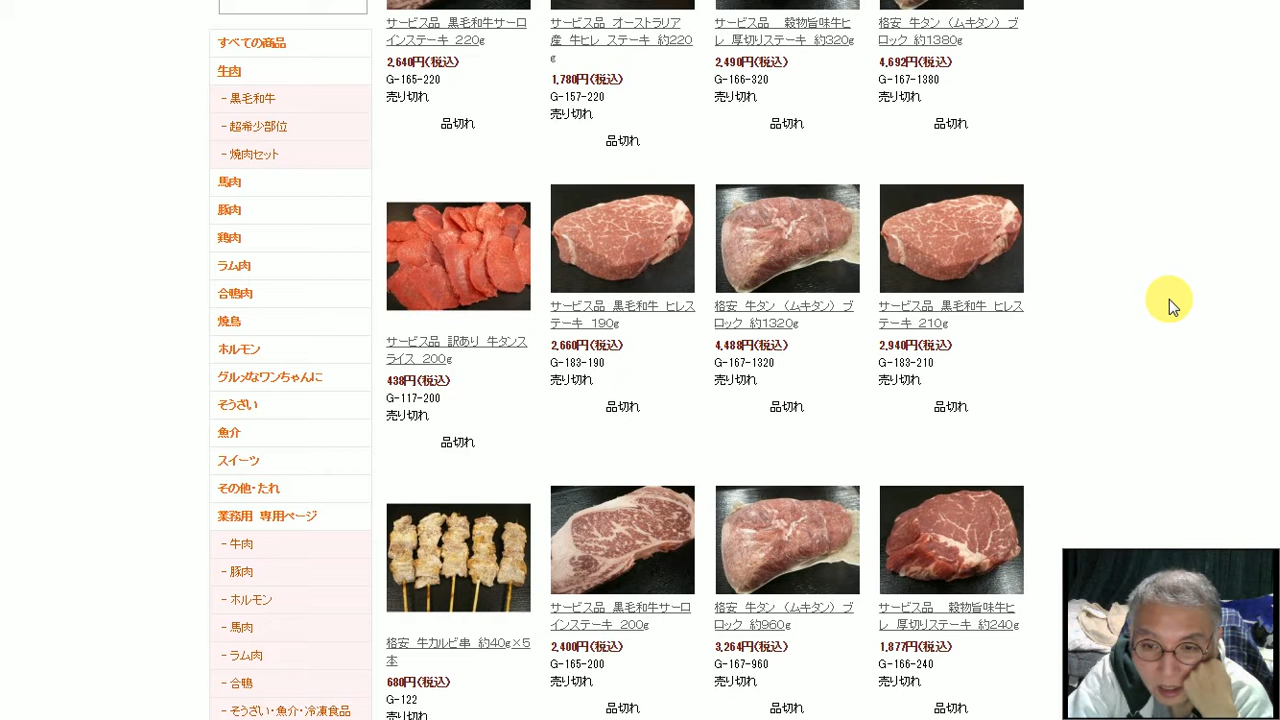 すべての商品
生肉
- 黒毛和牛
- 超希少部位
- 焼肉セット
馬肉
豚肉
鶏肉
ラム肉
合鴨肉
焼鳥
ホルモン
グルメなワンちゃんに
そうざい
魚介
スイーツ
その他・たれ
業務用 専用ページ
- 牛肉
- 豚肉
- ホルモン
- 馬肉
- ラム肉
- 合鴨
- そうざい・魚介・冷凍食品
サービス品 黒毛和牛サーロ
インステーキ 220g
2,640円(税込)
G-165-220
売り切れ
品切れ
サービス品 オーストラリア
産 牛ヒレ ステーキ 約220
g
1,780円(税込)
G-157-220
売り切れ
品切れ
サービス品 穀物旨味牛ヒ
レ 厚切りステーキ 約320g
2,490円(税込)
G-166-320
売り切れ
品切れ
格安 牛タン (ムキタン) ブ
ロック 約1380g
4,692円(税込)
G-167-1380
売り切れ
品切れ
サービス品 訳あり 牛タンス
ライス 200g
438円(税込)
G-117-200
売り切れ
品切れ
サービス品 黒毛和牛 ヒレス
テーキ 190g
2,660円(税込)
G-183-190
売り切れ
品切れ
格安 牛タン (ムキタン) ブ
ロック 約1320g
4,488円(税込)
G-167-1320
売り切れ
品切れ
サービス品 黒毛和牛 ヒレス
テーキ 210g
2,940円(税込)
G-183-210
売り切れ
品切れ
格安 牛カルビ串 約40g×5
本
680円(税込)
G-122
売り切れ
サービス品 黒毛和牛サーロ
インステーキ 200g
2,400円(税込)
G-165-200
売り切れ
品切れ
格安 牛タン (ムキタン) ブ
ロック 約960g
3,264円(税込)
G-167-960
売り切れ
品切れ
サービス品 穀物旨味牛ヒ
レ 厚切りステーキ 約240g
1,877円(税込)
G-166-240
売り切れ
品切れ